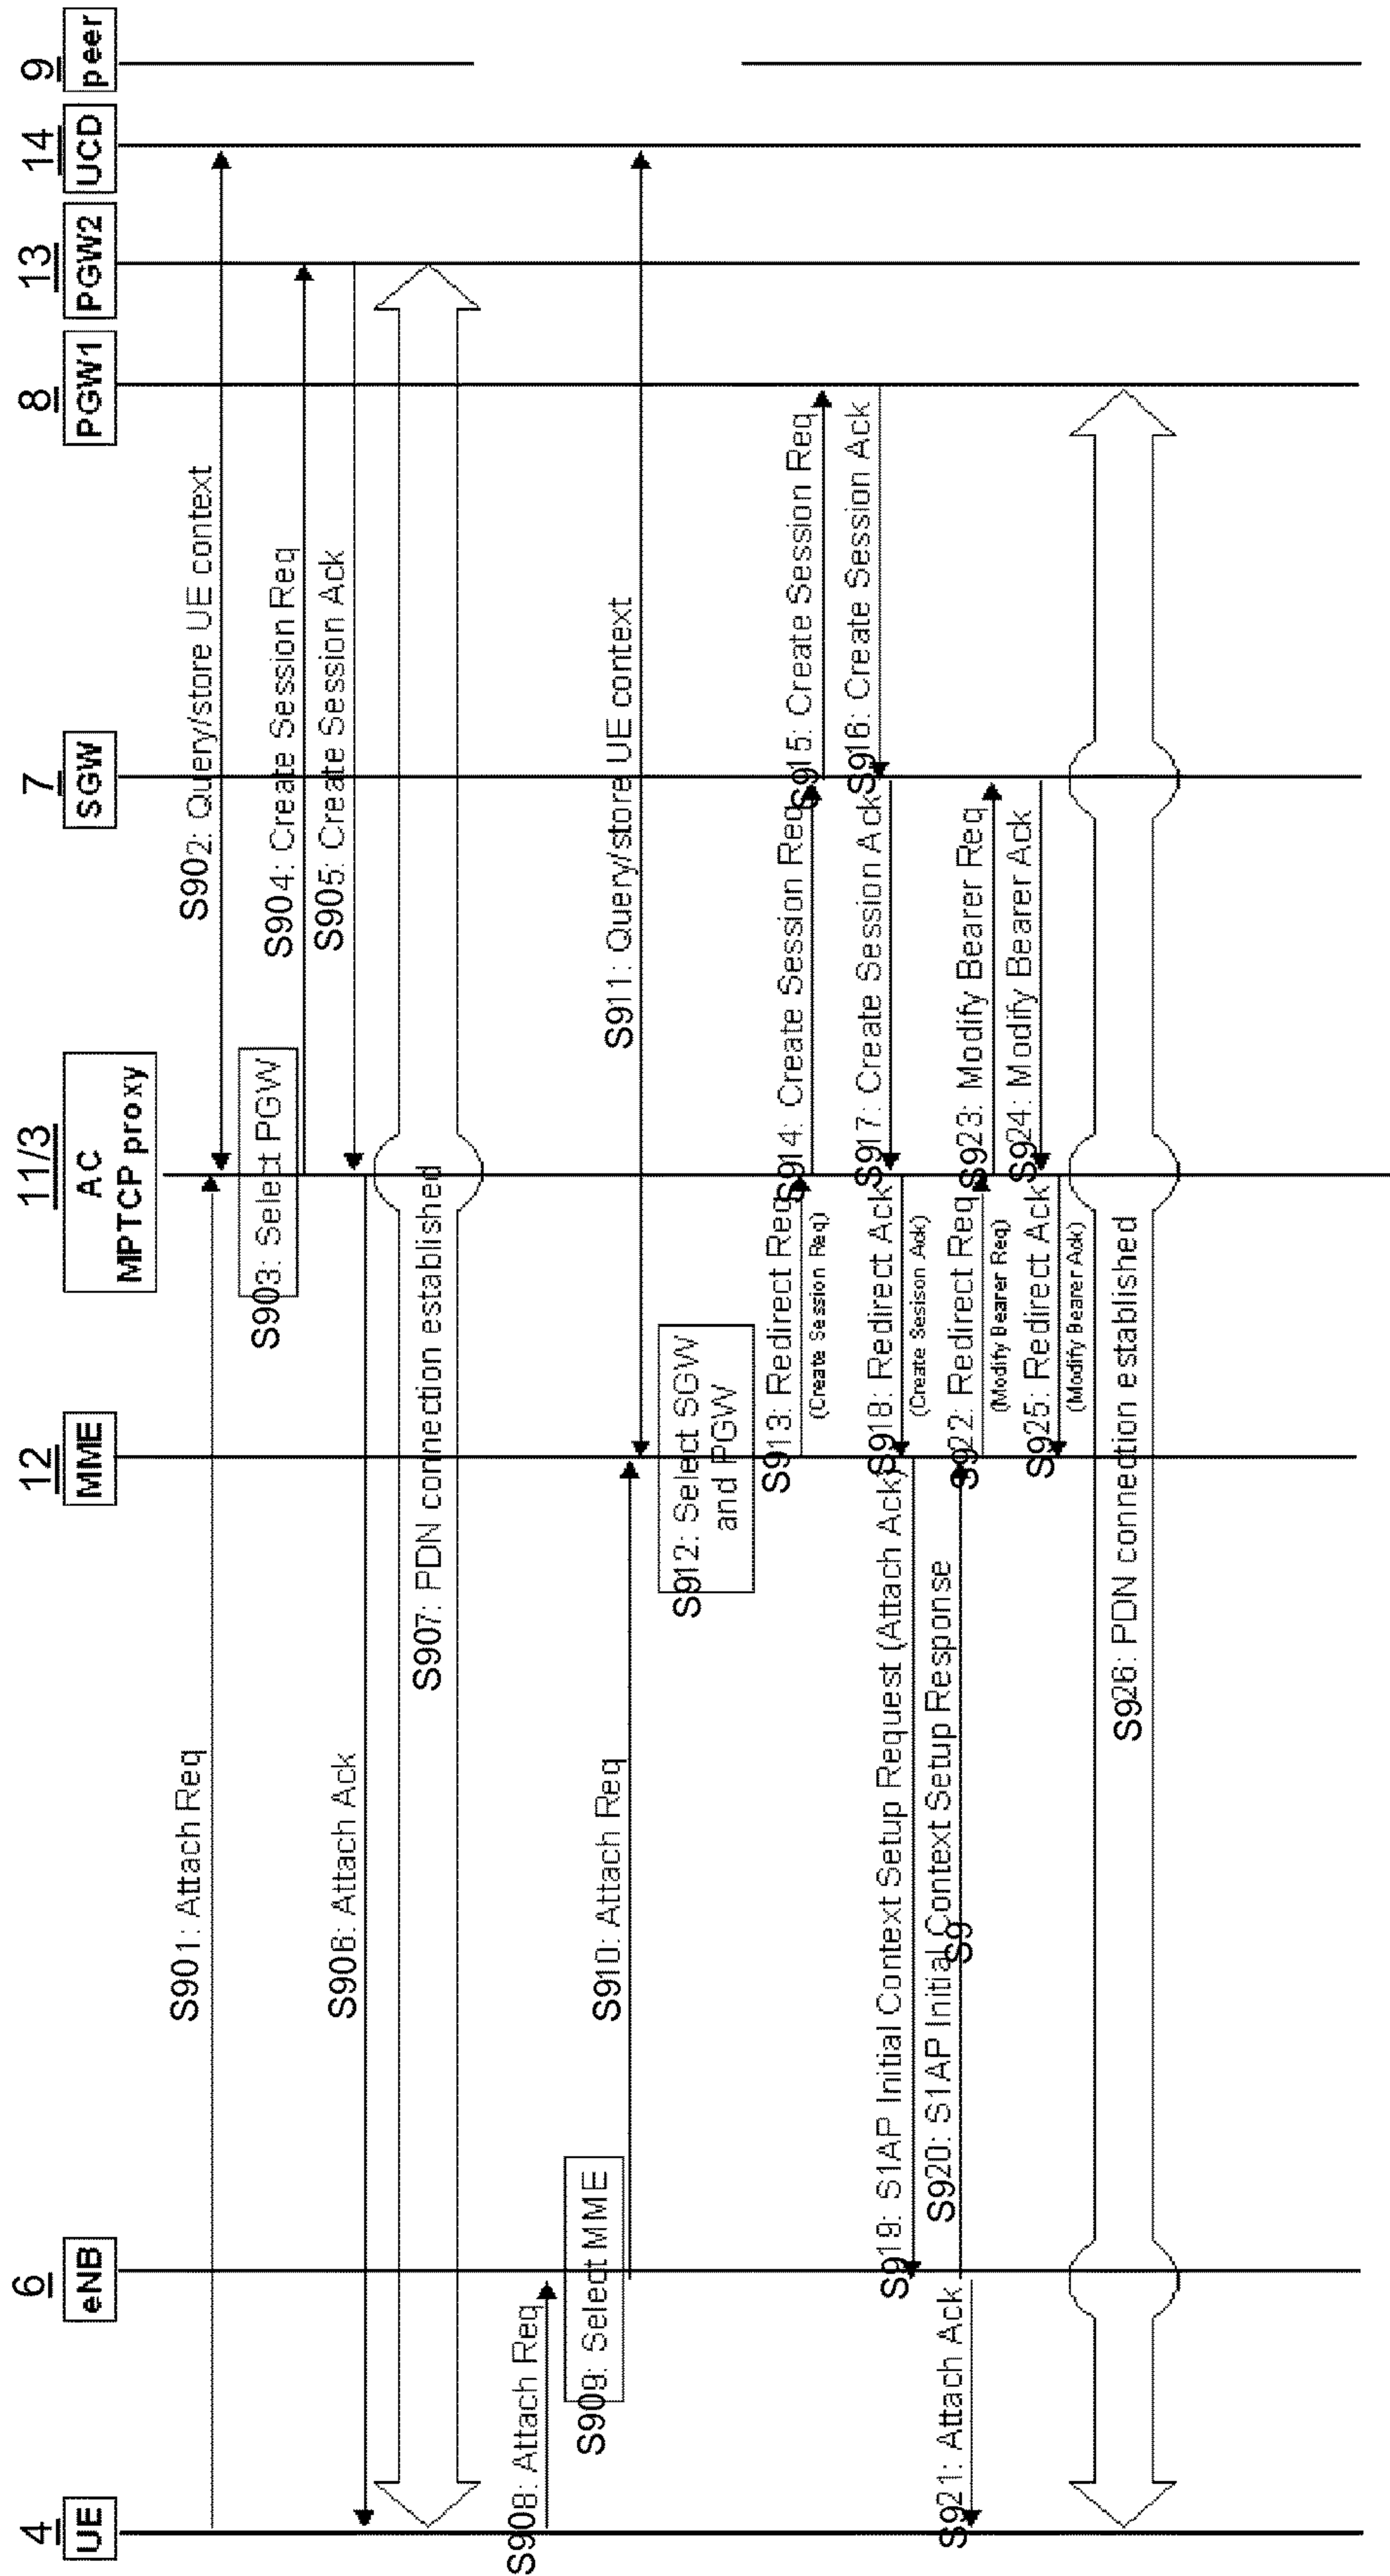 4
UE
6
eNB
12
MME
11/3
AC
MPTCP proxy
7
SGW
8
PGW1
13
PGW2
14
UCD
9
peer
S901: Attach Req
S902: Query/store UE context
S903: Select PGW
S904: Create Session Req
S905: Create Session Ack
S906: Attach Ack
S907: PDN connection established
S908: Attach Req
S909: Select MME
S910: Attach Req
S911: Query/store UE context
S912: Select SGW
and PGW
S913: Redirect Req
(Create Session Req)
S914: Create Session Req
S915: Create Session Req
S916: Create Session Ack
S917: Create Session Ack
S918: Redirect Ack
(Create Sesison Ack)
S919: S1AP Initial Context Setup Request (Attach Ack)
S920: S1AP Initial Context Setup Response
S9
S921: Attach Ack
S922: Redirect Req
(Modify Bearer Req)
S923: Modify Bearer Req
S924: Modify Bearer Ack
S925: Redirect Ack
(Modify Bearer Ack)
S926: PDN connection established